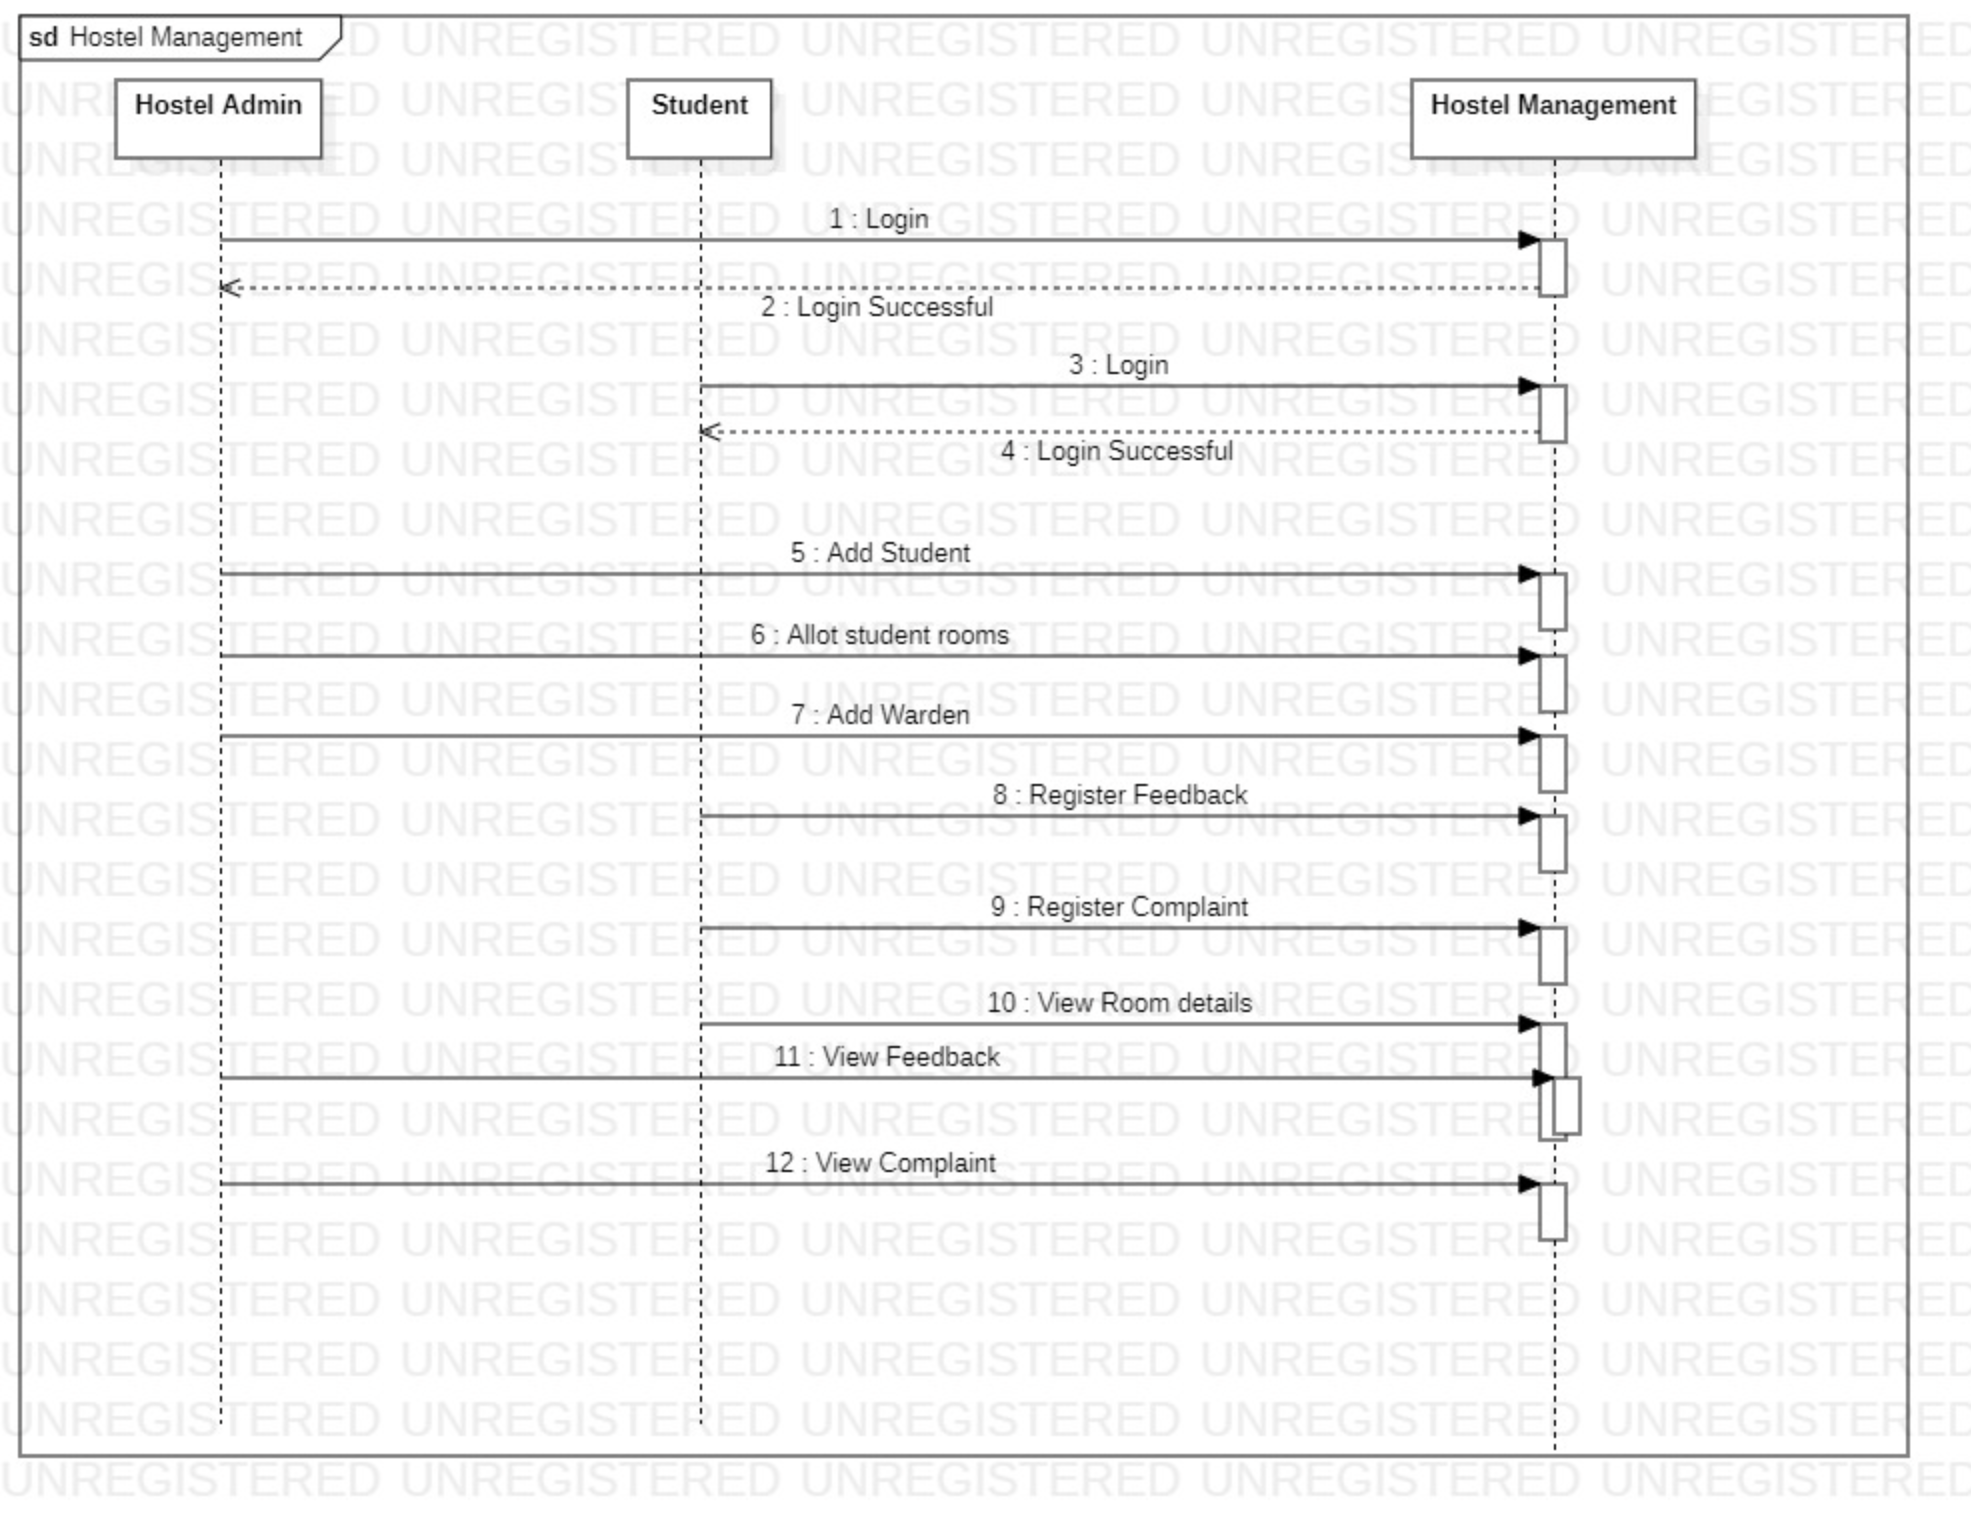 sd Hostel Management
Hostel Admin
Student
Hostel Management
1 : Login
2 : Login Successful
3 : Login
4 : Login Successful
5 : Add Student
6 : Allot student rooms
7 : Add Warden
8 : Register Feedback
9 : Register Complaint
10 : View Room details
11 : View Feedback
12 : View Complaint
UNREGISTERED UNREGISTERED UNREGISTERED UNREGISTERED UNREGISTERED